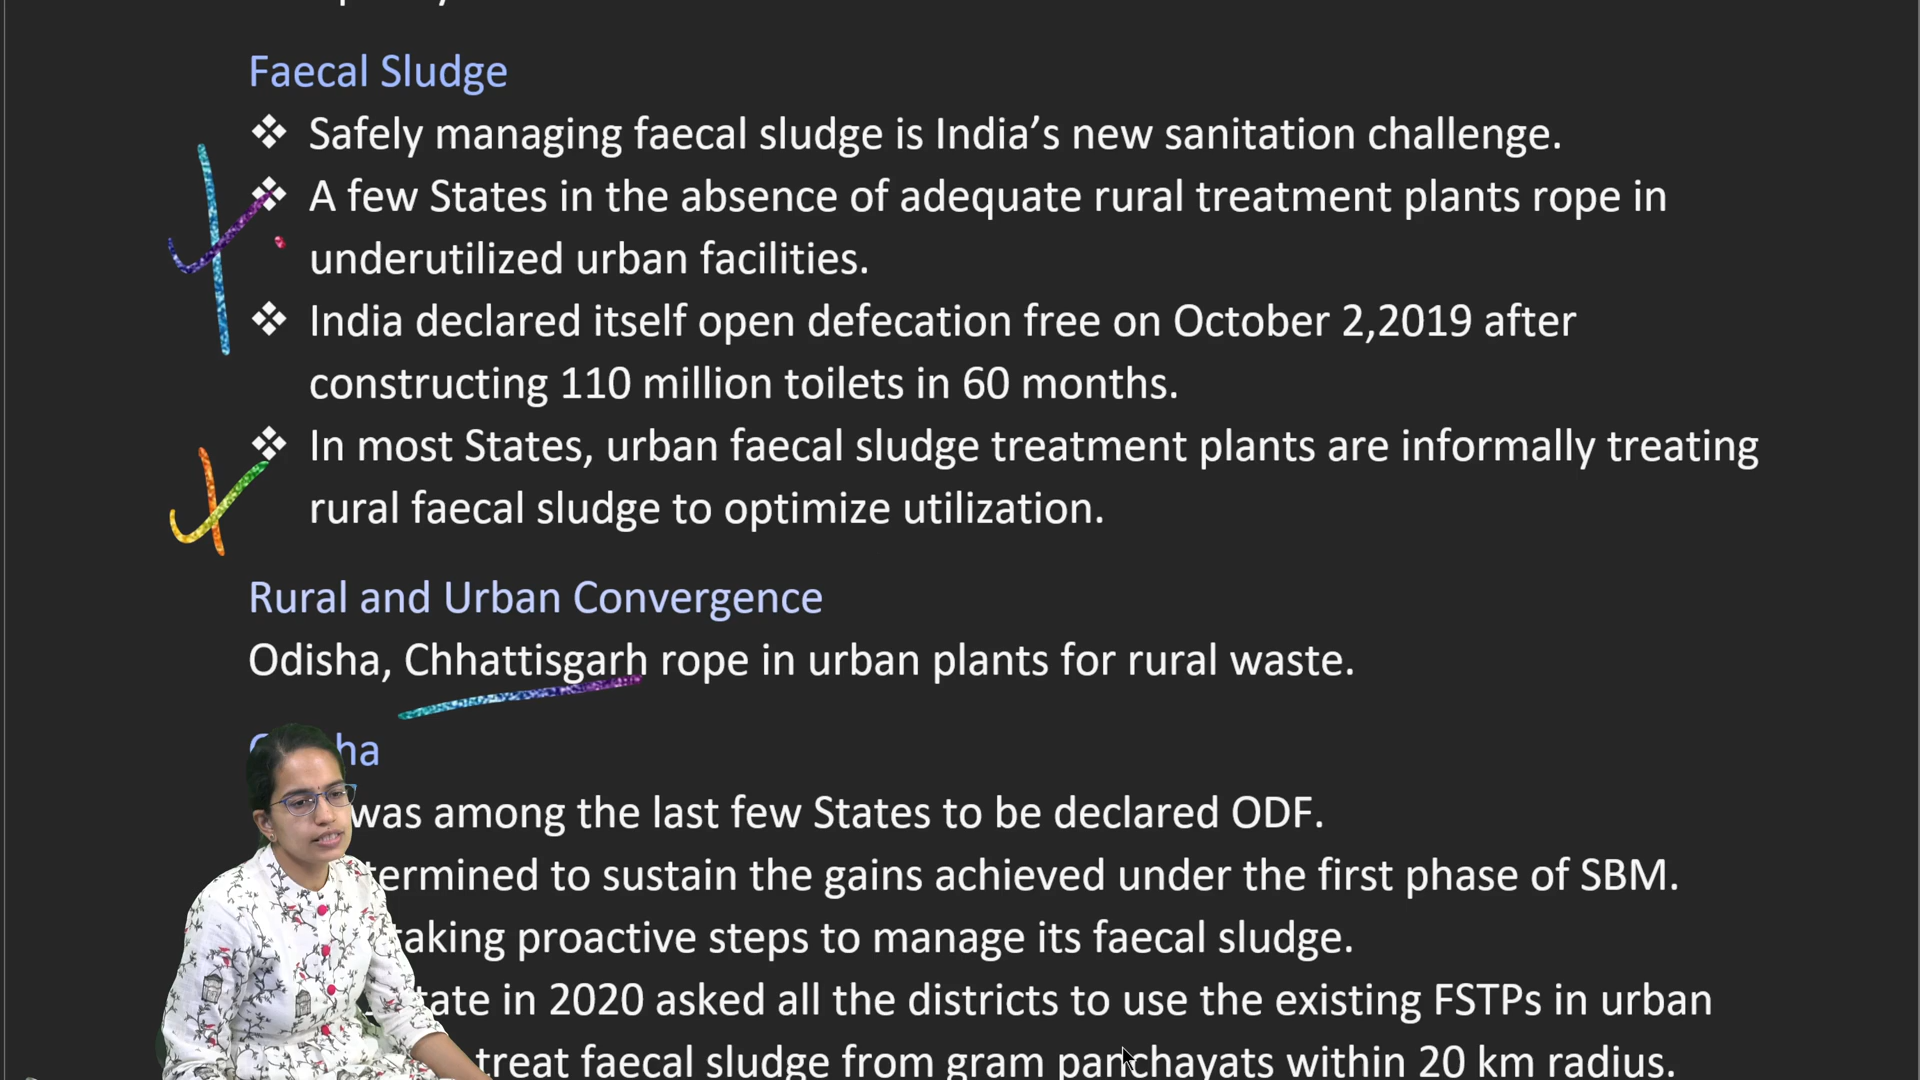 Faecal Sludge
❖ Safely managing faecal sludge is India’s new sanitation challenge.
❖ A few States in the absence of adequate rural treatment plants rope in
underutilized urban facilities.
❖ India declared itself open defecation free on October 2,2019 after
constructing 110 million toilets in 60 months.
❖ In most States, urban faecal sludge treatment plants are informally treating
rural faecal sludge to optimize utilization.
Rural and Urban Convergence
Odisha, Chhattisgarh rope in urban plants for rural waste.
was among the last few States to be declared ODF.
to sustain the gains achieved under the first phase of SBM.
taking proactive steps to manage its faecal sludge.
in 2020 asked all the districts to use the existing FSTPs in urban
treat faecal sludge from gram panchayats within 20 km radius.